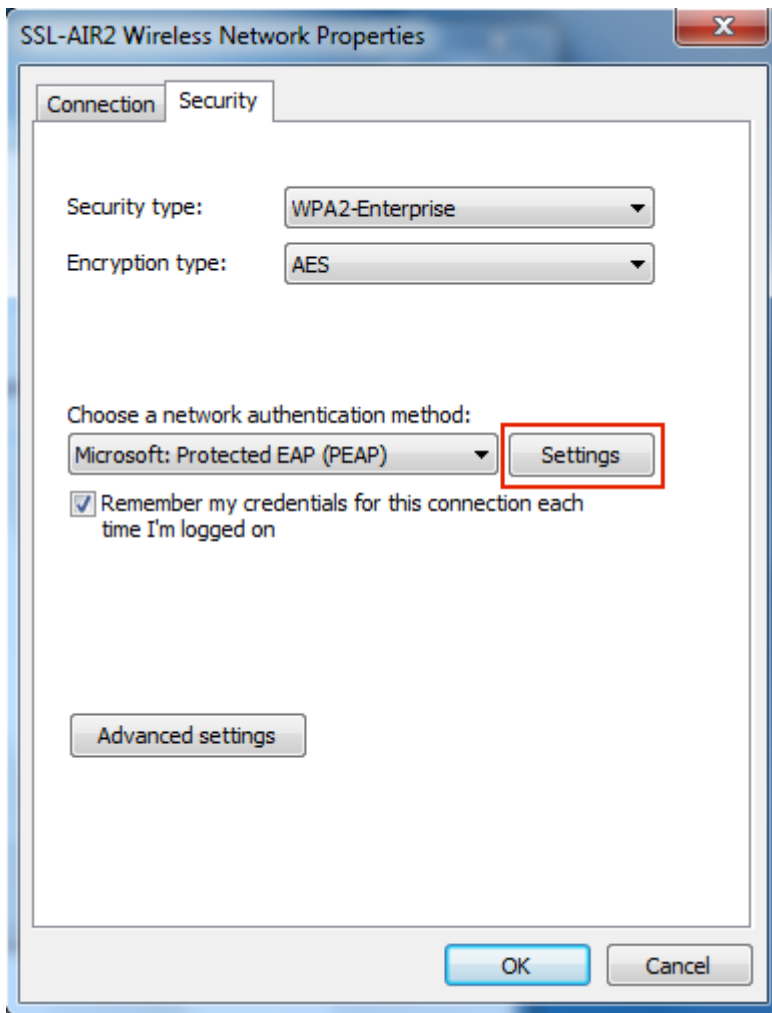 SSL-AIR2 Wireless Network Properties
Connection
Security
Security type:
WPA2-Enterprise
Encryption type:
AES
Choose a network authentication method:
Microsoft: Protected EAP (PEAP)
Settings
Remember my credentials for this connection each
time I'm logged on
Advanced settings
OK
Cancel